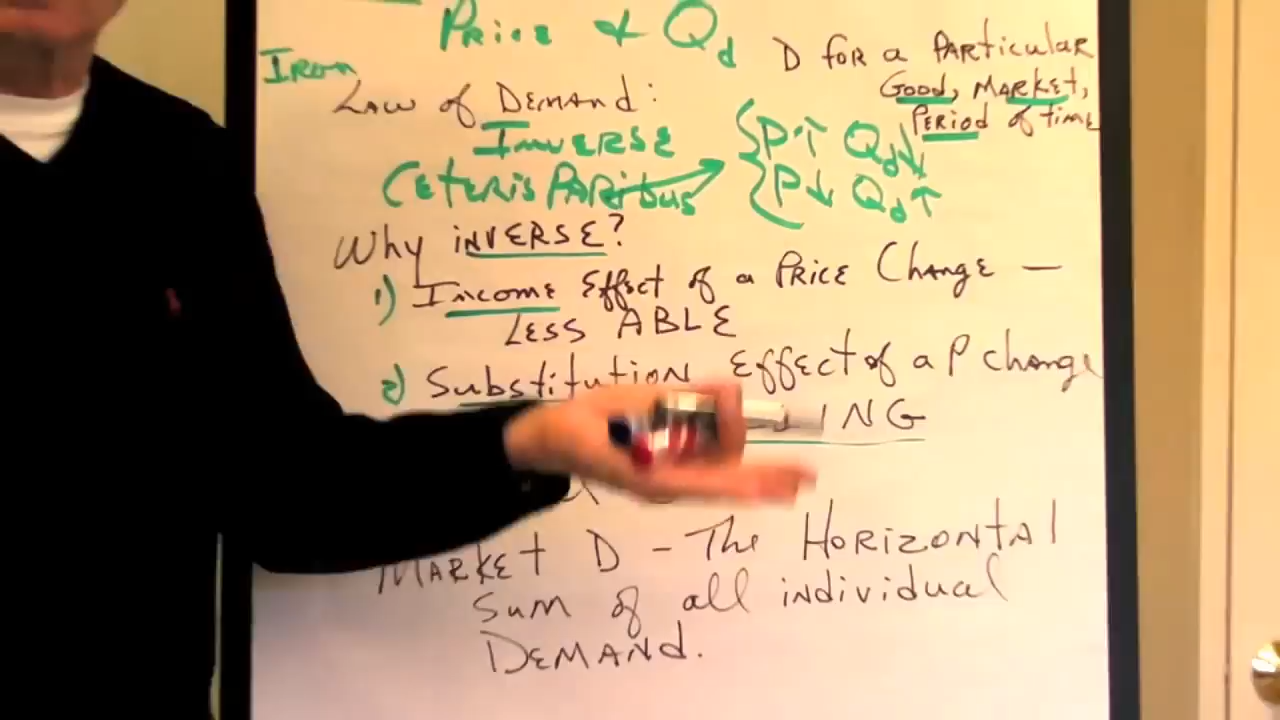 Price & Qd
D for a Particular
Good, Market,
Period of time
Iron
Law of Demand:
Inverse
Ceteris Paribus
P↑ Qd↓
P↓ Qd↑
Why inverse?
1) Income Effect of a Price Change —
Less ABLE
2) Substitution Effect of a P change
Market D - The Horizontal
Sum of all individual
Demand.